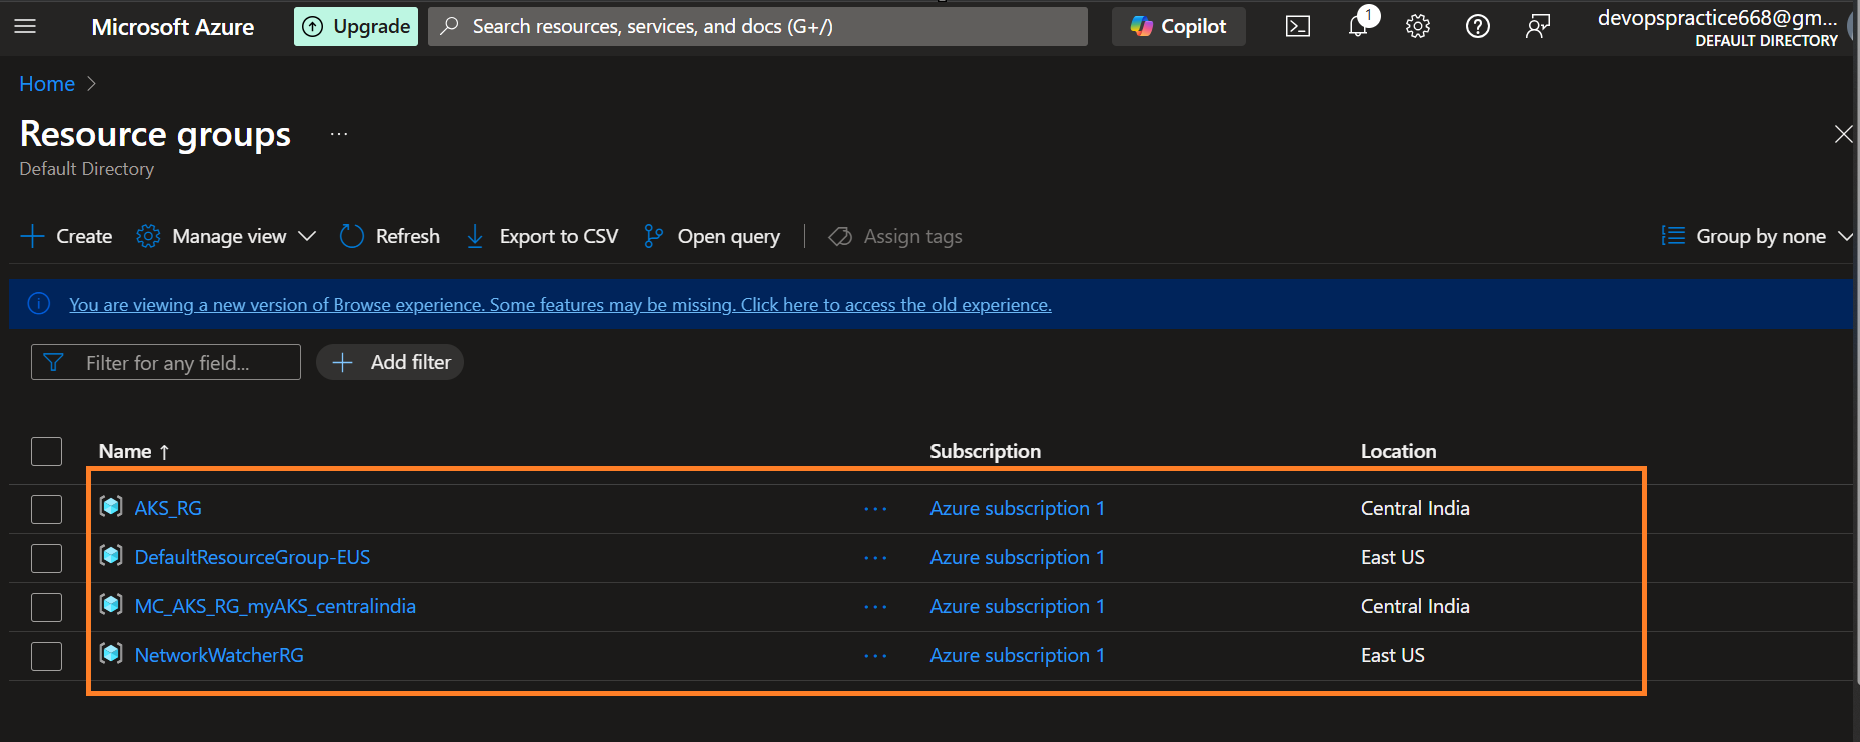 Microsoft Azure Upgrade Search resources, services, and docs (G+/) Copilot 1 devopspractice668@gm...
DEFAULT DIRECTORY
Home
Resource groups ...
Default Directory
Create Manage view Refresh Export to CSV Open query Assign tags Group by none
You are viewing a new version of Browse experience. Some features may be missing. Click here to access the old experience.
Filter for any field... Add filter
Name ↑ Subscription Location
AKS_RG ... Azure subscription 1 Central India
DefaultResourceGroup-EUS ... Azure subscription 1 East US
MC_AKS_RG_myAKS_centralindia ... Azure subscription 1 Central India
NetworkWatcherRG ... Azure subscription 1 East US